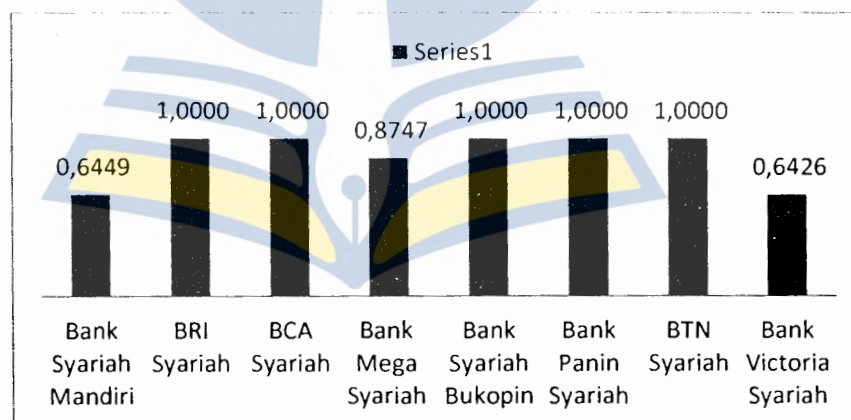 Series1
1,0000 1,0000 1,0000 1,0000 1,0000
0,8747
0,6449 0,6426
Bank BRI BCA Bank Bank Bank BTN Bank
Syariah Syariah Syariah Mega Syariah Panin Syariah Victoria
Mandiri Syariah Bukopin Syariah Syariah